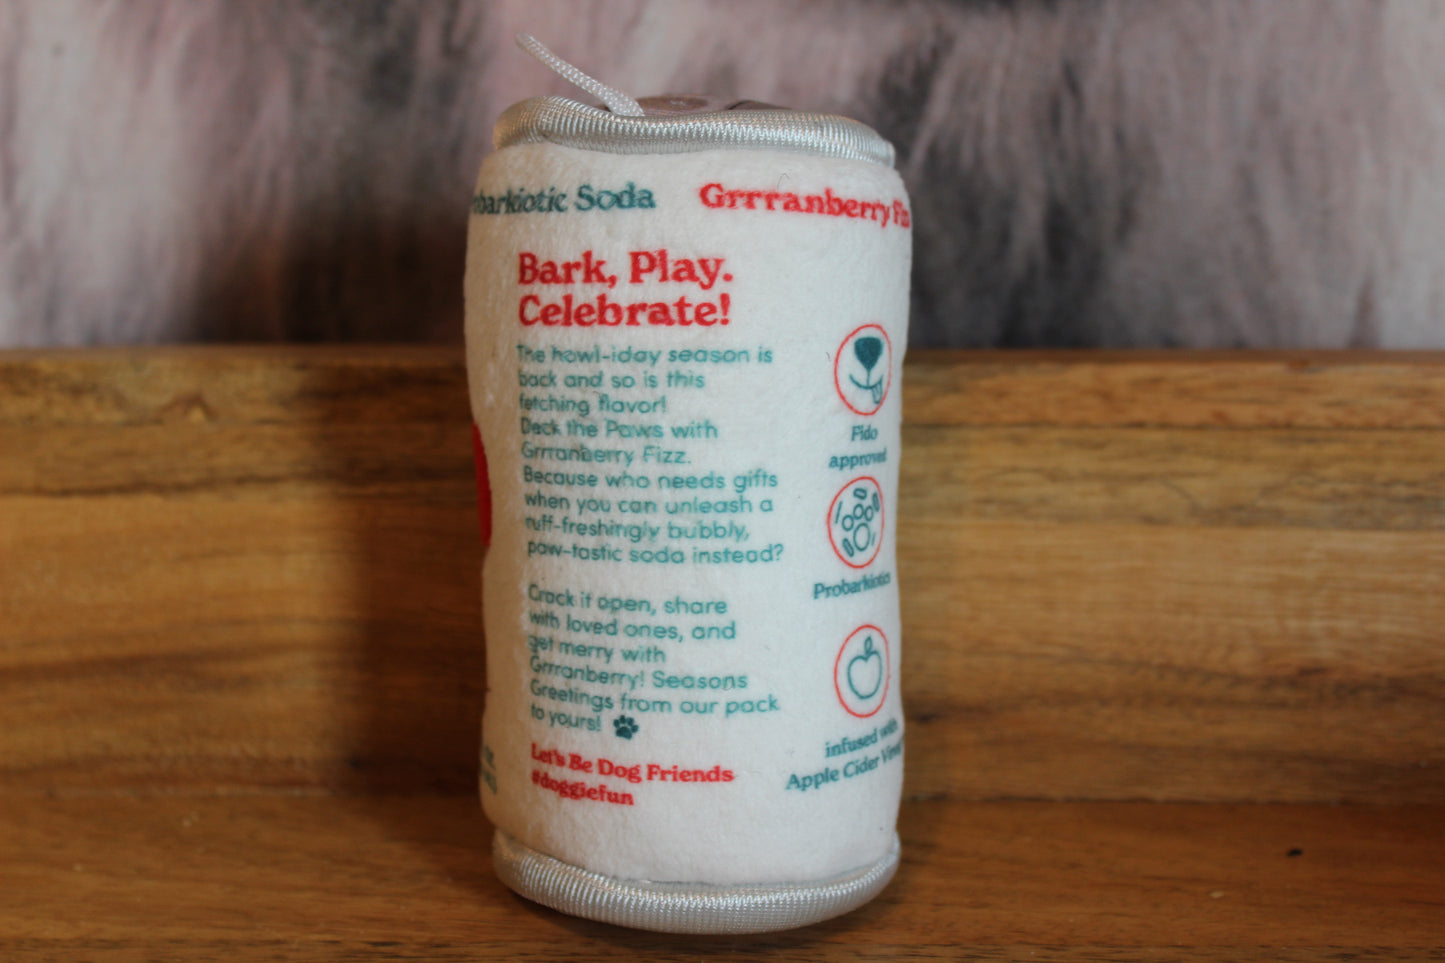 Soda
Grrranberry
Bark, Play.
Celebrate!
The howl-iday season is
back and so is this
fetching flavor!
Deck the Paws with
Grrranberry Fizz.
Because who needs gifts
when you can unleash a
ruff-freshingly bubbly,
paw-tastic soda instead?
Crack it open, share
with loved ones, and
get merry with
Grrranberry! Seasons
Greetings from our pack
to yours!
Let's Be Dog Friends
#doggiefun
Fido
approved
Probarkiotics
infused with
Apple Cider